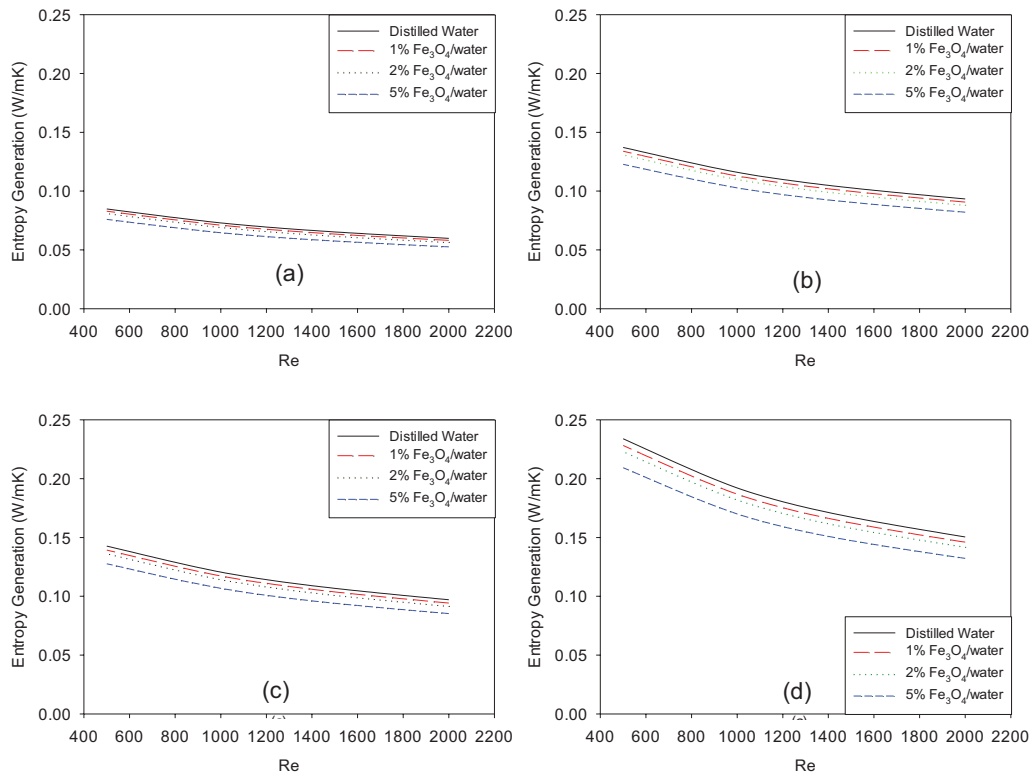 Distilled Water
1% Fe₃O₄/water
2% Fe₃O₄/water
5% Fe₃O₄/water
Entropy Generation (W/mK)
0.25
0.20
0.15
0.10
0.05
0.00
(a)
400 600 800 1000 1200 1400 1600 1800 2000 2200
Re
Distilled Water
1% Fe₃O₄/water
2% Fe₃O₄/water
5% Fe₃O₄/water
Entropy Generation (W/mK)
0.25
0.20
0.15
0.10
0.05
0.00
(b)
400 600 800 1000 1200 1400 1600 1800 2000 2200
Re
Distilled Water
1% Fe₃O₄/water
2% Fe₃O₄/water
5% Fe₃O₄/water
Entropy Generation (W/mK)
0.25
0.20
0.15
0.10
0.05
0.00
(c)
400 600 800 1000 1200 1400 1600 1800 2000 2200
Re
Entropy Generation (W/mK)
0.25
0.20
0.15
0.10
0.05
0.00
Distilled Water
1% Fe₃O₄/water
2% Fe₃O₄/water
5% Fe₃O₄/water
(d)
400 600 800 1000 1200 1400 1600 1800 2000 2200
Re